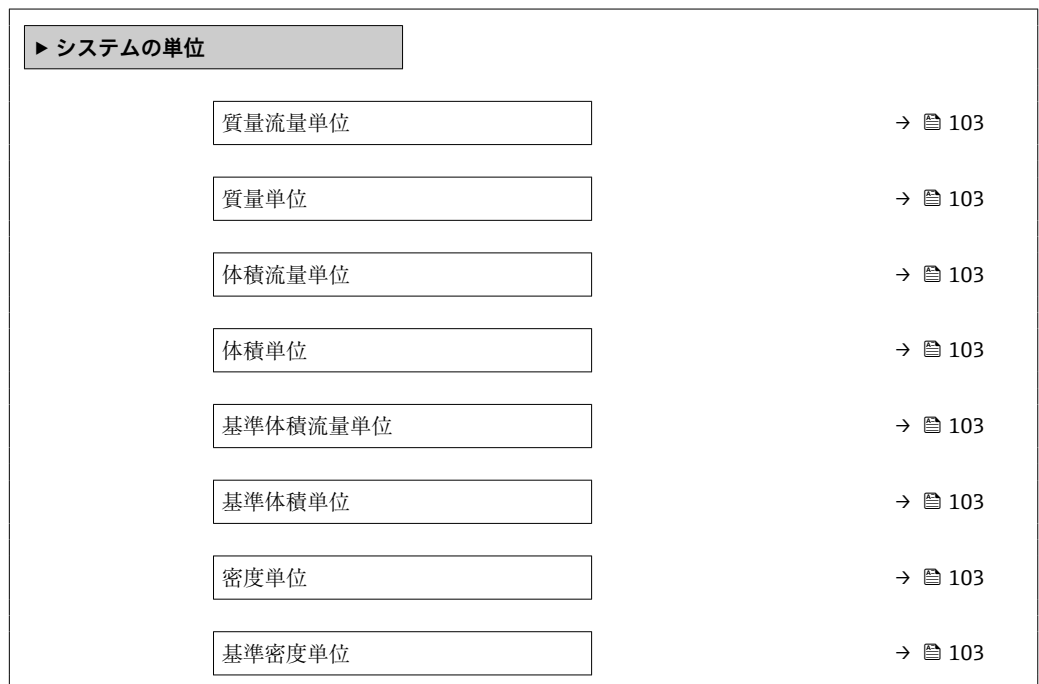 ▶ システムの単位
質量流量単位 → 103
質量単位 → 103
体積流量単位 → 103
体積単位 → 103
基準体積流量単位 → 103
基準体積単位 → 103
密度単位 → 103
基準密度単位 → 103